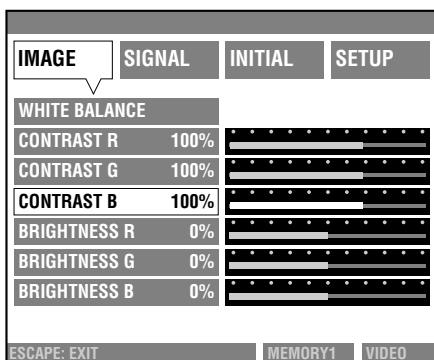 IMAGE SIGNAL INITIAL SETUP
WHITE BALANCE
CONTRAST R 100%
CONTRAST G 100%
CONTRAST B 100%
BRIGHTNESS R 0%
BRIGHTNESS G 0%
BRIGHTNESS B 0%
ESCAPE: EXIT MEMORY1 VIDEO